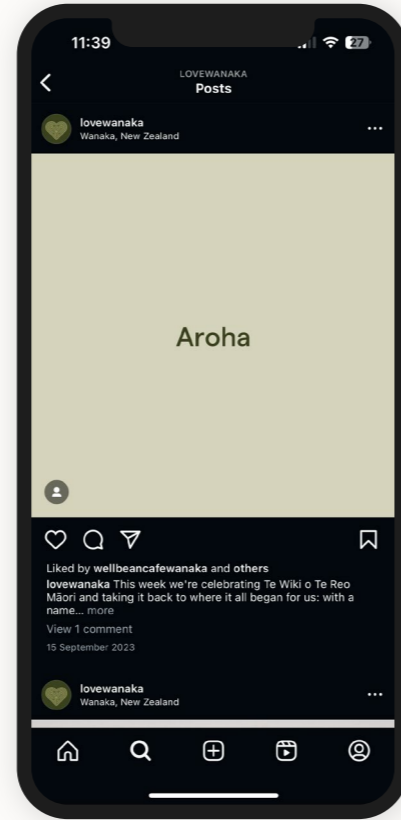 11:39
27
LOVEWANAKA
Posts
lovewanaka
Wanaka, New Zealand
Aroha
Liked by wellbeancafewanaka and others
lovewanaka This week we're celebrating Te Wiki o Te Reo
Māori and taking it back to where it all began for us: with a
name... more
View 1 comment
15 September 2023
lovewanaka
Wanaka, New Zealand